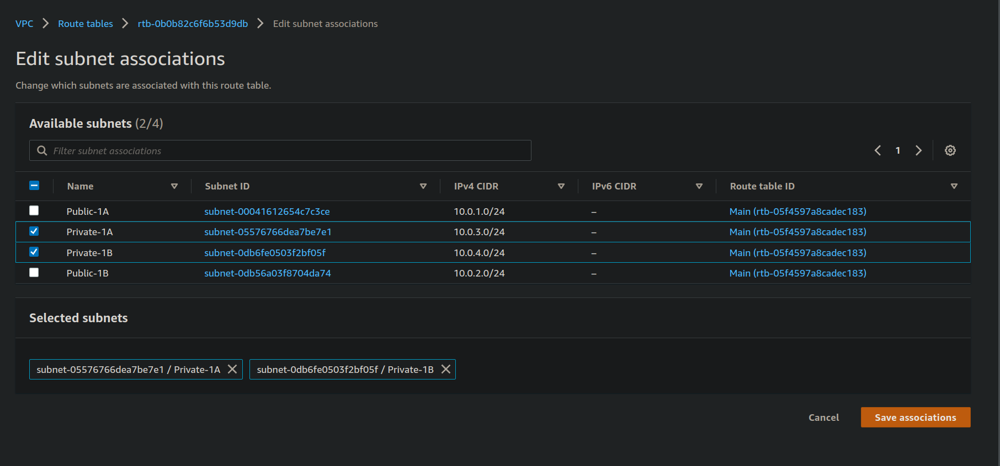 VPC > Route tables > rtb-0b0b82c6f6b53d9db > Edit subnet associations
Edit subnet associations
Change which subnets are associated with this route table.
Available subnets (2/4)
Filter subnet associations
1
Name Subnet ID IPv4 CIDR IPv6 CIDR Route table ID
Public-1A subnet-00041612654c7c3ce 10.0.1.0/24 – Main (rtb-05f4597a8cadec183)
Private-1A subnet-05576766dea7be7e1 10.0.3.0/24 – Main (rtb-05f4597a8cadec183)
Private-1B subnet-0db6fe0503f2bf05f 10.0.4.0/24 – Main (rtb-05f4597a8cadec183)
Public-1B subnet-0db56a03f8704da74 10.0.2.0/24 – Main (rtb-05f4597a8cadec183)
Selected subnets
subnet-05576766dea7be7e1 / Private-1A subnet-0db6fe0503f2bf05f / Private-1B
Cancel Save associations